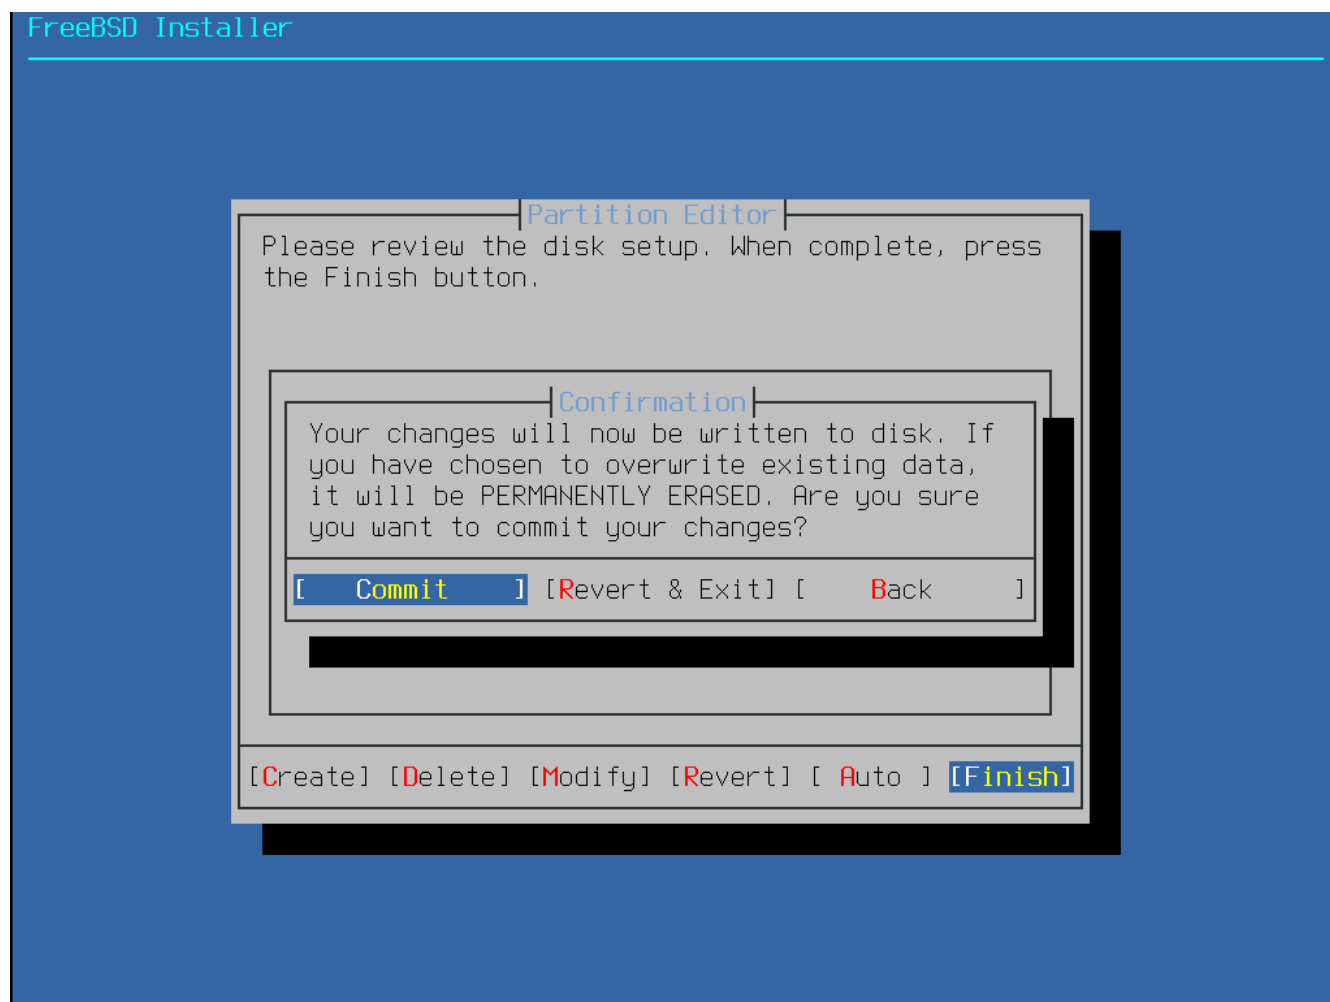 FreeBSD Installer
Partition Editor
Please review the disk setup. When complete, press
the Finish button.
Confirmation
Your changes will now be written to disk. If
you have chosen to overwrite existing data,
it will be PERMANENTLY ERASED. Are you sure
you want to commit your changes?
[ Commit ] [Revert & Exit] [ Back ]
[Create] [Delete] [Modify] [Revert] [ Auto ] [Finish]